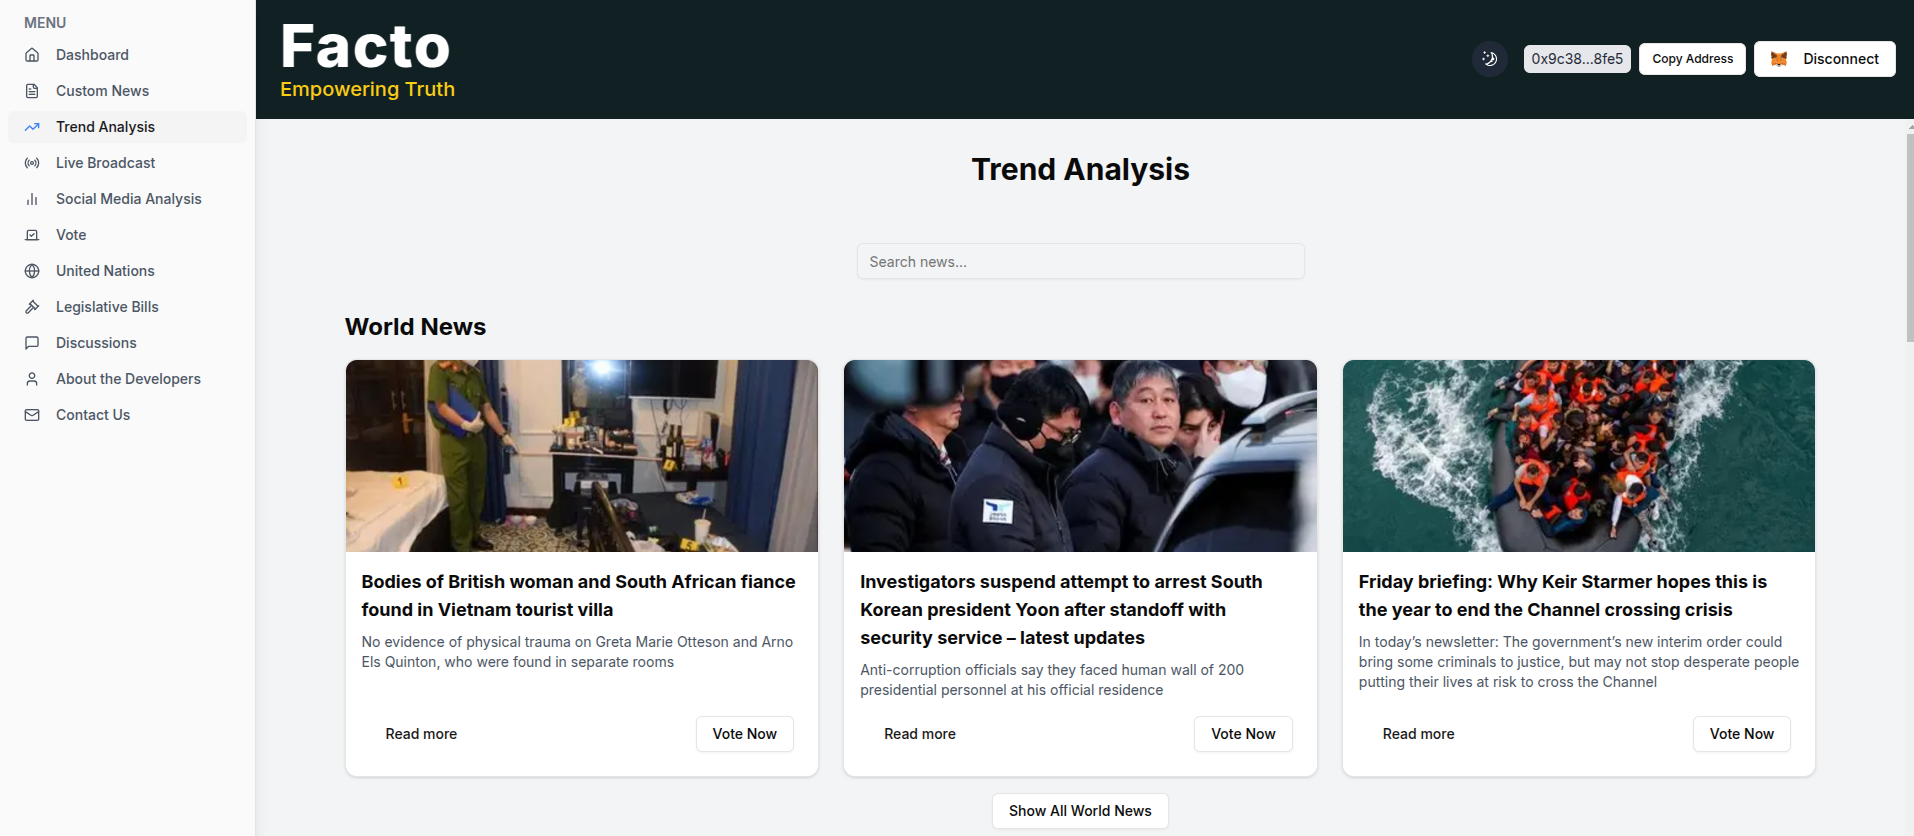 MENU
Dashboard
Custom News
Trend Analysis
Live Broadcast
Social Media Analysis
Vote
United Nations
Legislative Bills
Discussions
About the Developers
Contact Us
Facto
Empowering Truth
0x9c38...8fe5
Copy Address
Disconnect
Trend Analysis
Search news...
World News
1
5
Bodies of British woman and South African fiance
found in Vietnam tourist villa
No evidence of physical trauma on Greta Marie Otteson and Arno
Els Quinton, who were found in separate rooms
Read more
Vote Now
Investigators suspend attempt to arrest South
Korean president Yoon after standoff with
security service – latest updates
Anti-corruption officials say they faced human wall of 200
presidential personnel at his official residence
Read more
Vote Now
Friday briefing: Why Keir Starmer hopes this is
the year to end the Channel crossing crisis
In today’s newsletter: The government’s new interim order could
bring some criminals to justice, but may not stop desperate people
putting their lives at risk to cross the Channel
Read more
Vote Now
Show All World News